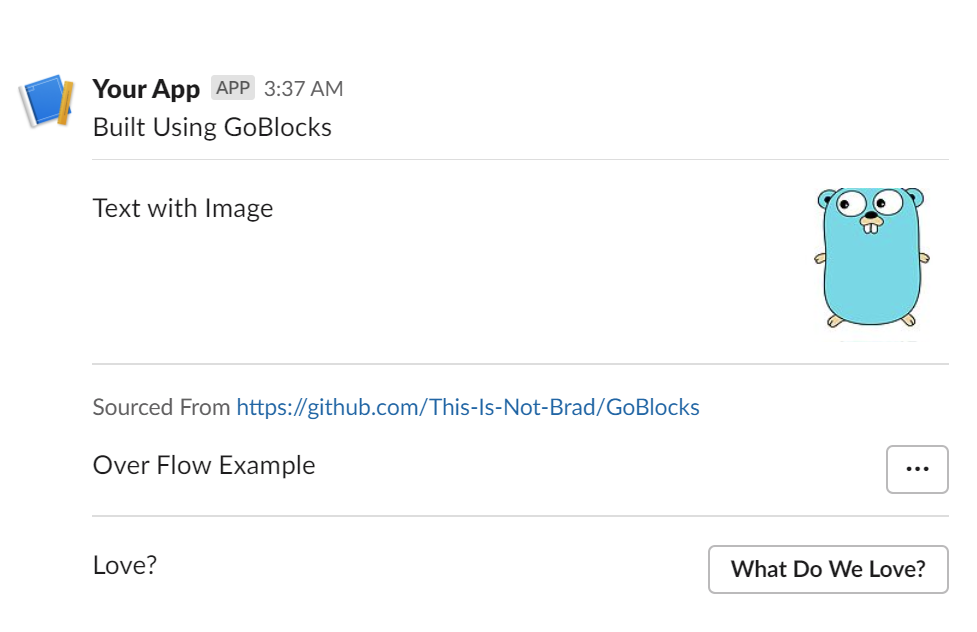 Your App APP 3:37 AM
Built Using GoBlocks
Text with Image
Sourced From https://github.com/This-Is-Not-Brad/GoBlocks
Over Flow Example ...
Love? What Do We Love?